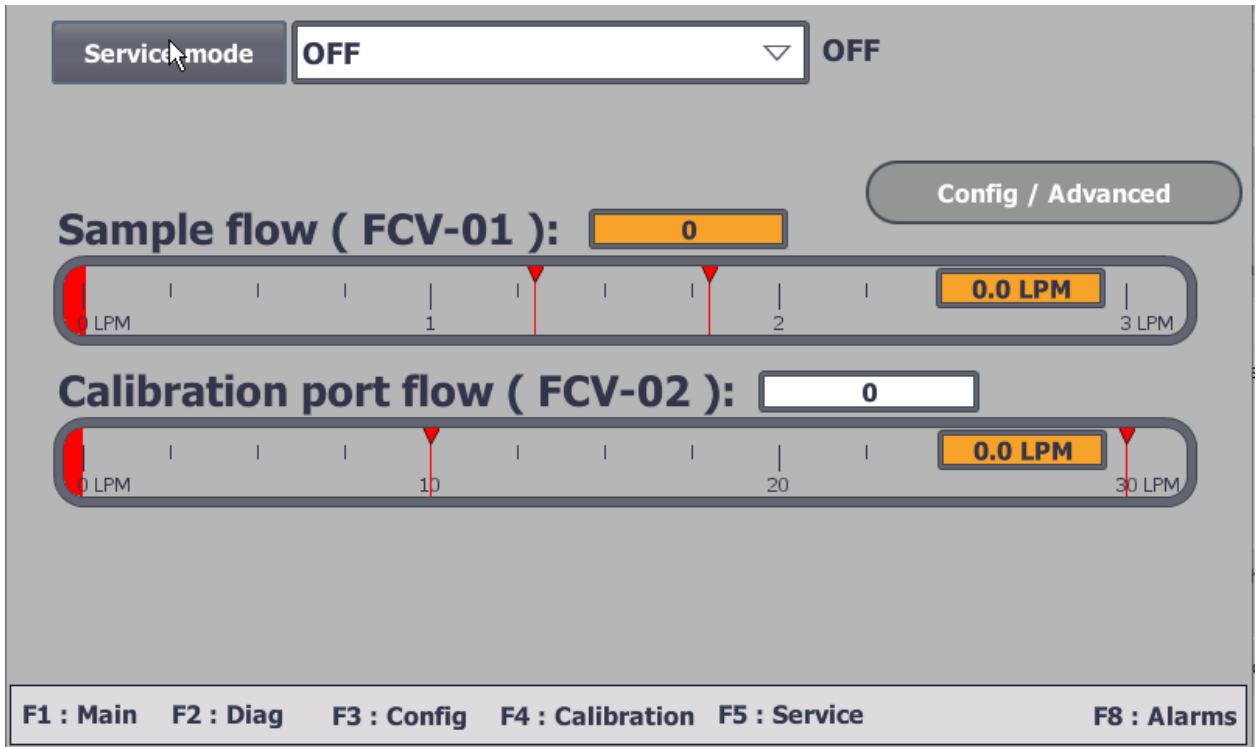 Service mode OFF OFF
Config / Advanced
Sample flow ( FCV-01 ): 0
0.0 LPM
0 LPM 1 2 3 LPM
Calibration port flow ( FCV-02 ): 0
0.0 LPM
0 LPM 10 20 30 LPM
F1 : Main F2 : Diag F3 : Config F4 : Calibration F5 : Service F8 : Alarms